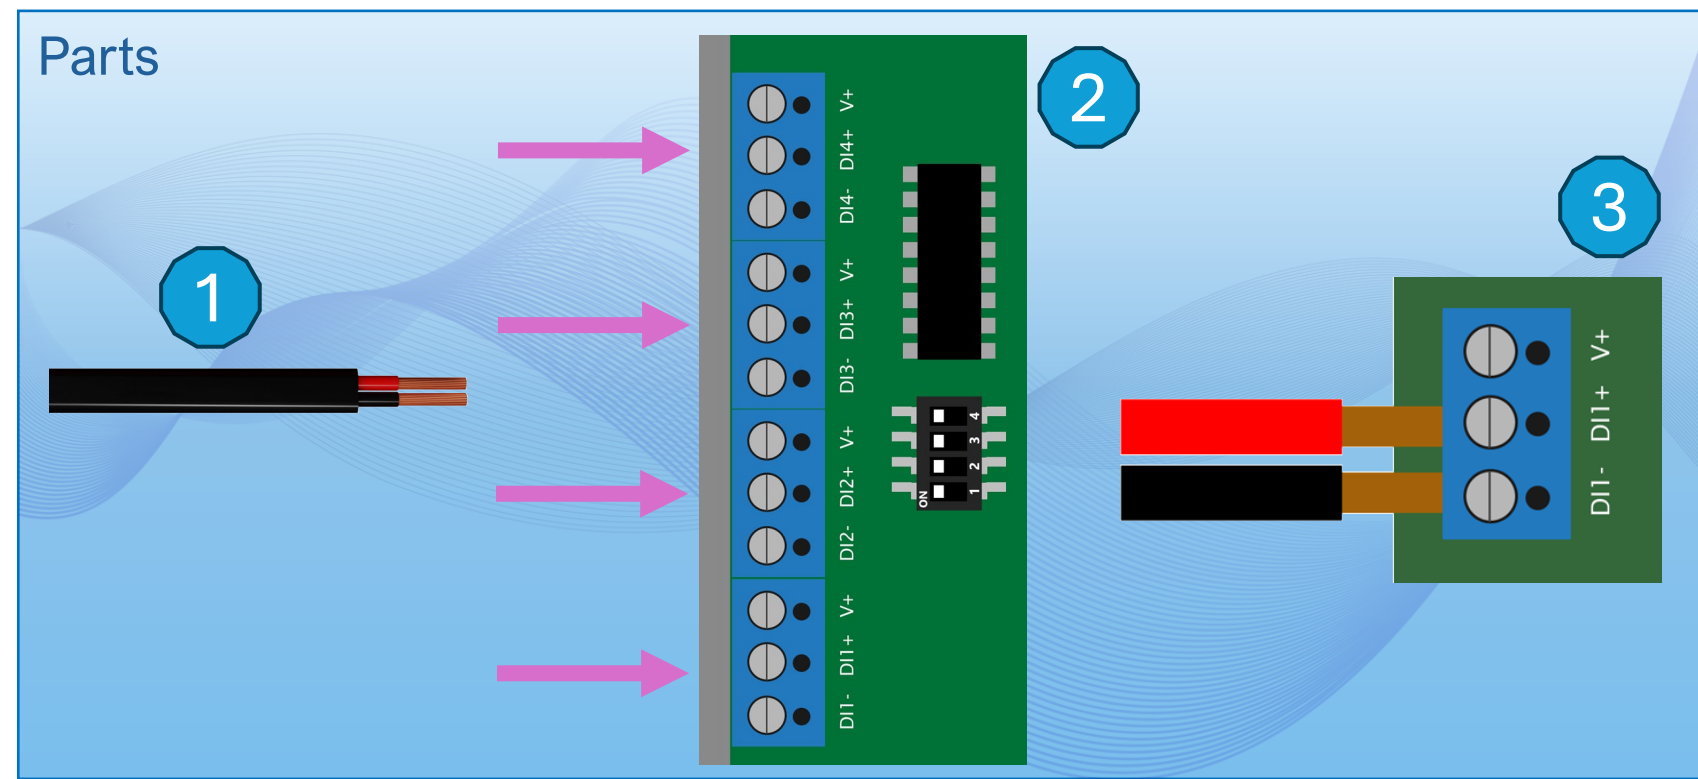 Parts
1
2
3
V+
DI4+
DI4-
V+
DI3+
DI3-
V+
DI2+
DI2-
V+
DI1+
DI1-
4
3
2
1
ON
V+
DI1+
DI1-